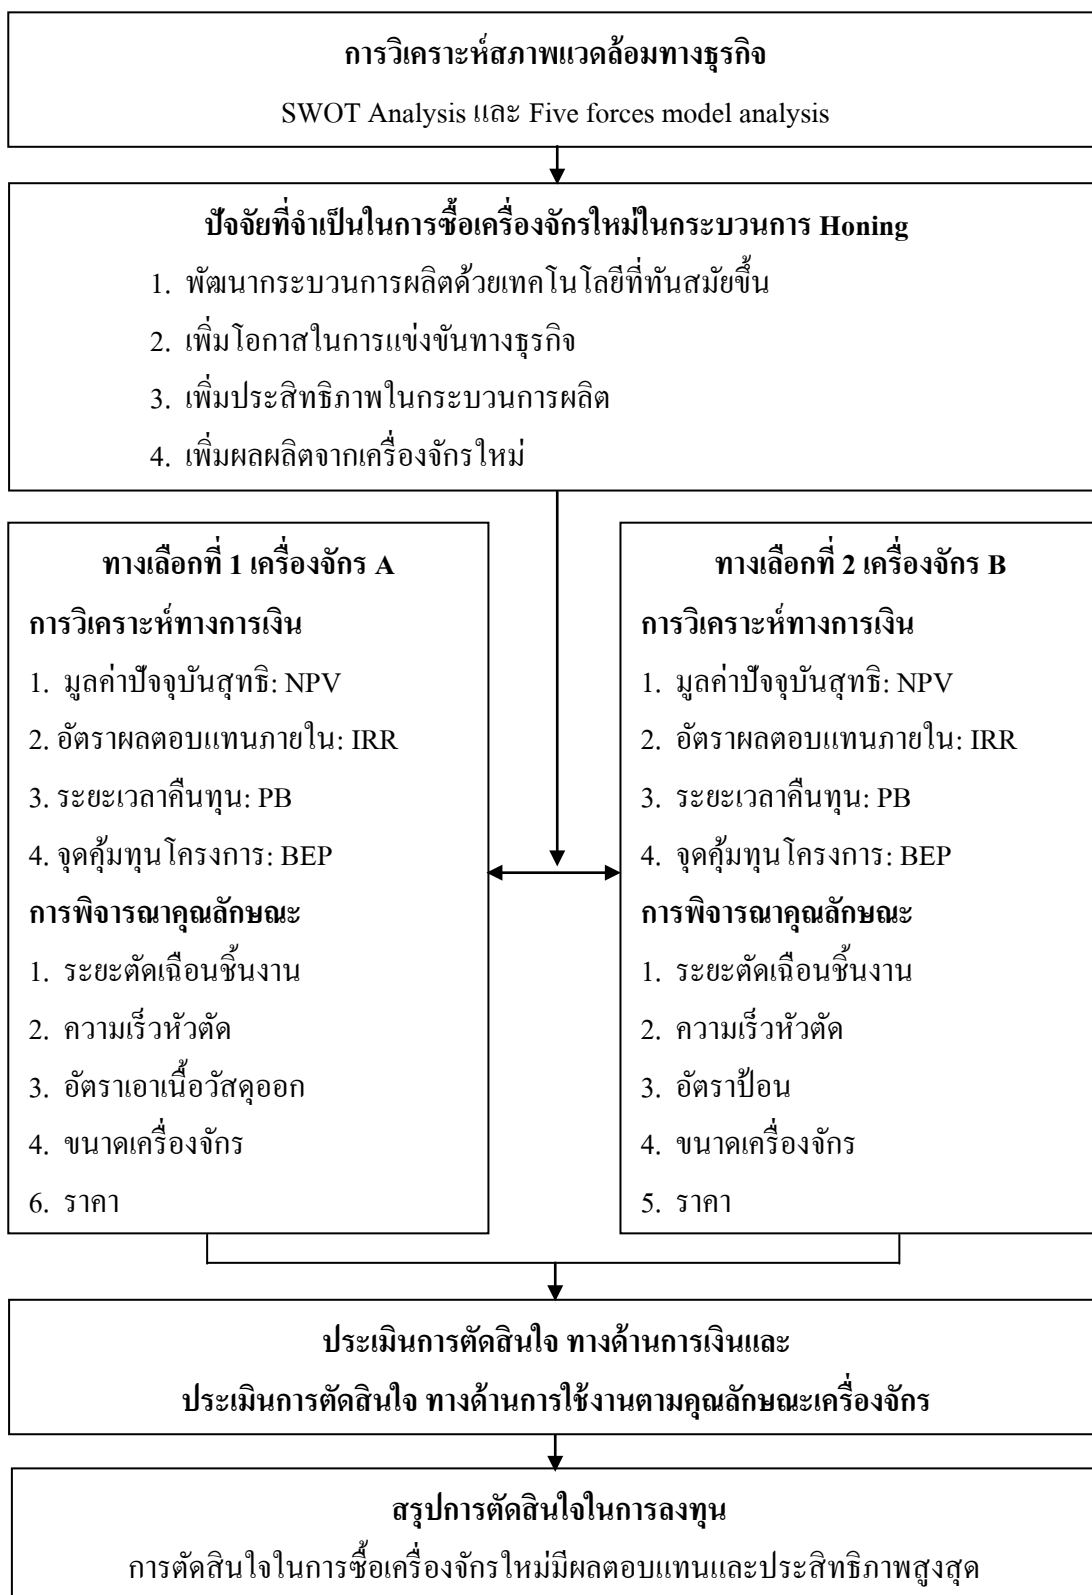 การวิเคราะห์สภาพแวดล้อมทางธุรกิจ
SWOT Analysis และ Five forces model analysis
ปัจจัยที่จำเป็นในการซื้อเครื่องจักรใหม่ในกระบวนการ Honing
1. พัฒนากระบวนการผลิตด้วยเทคโนโลยีที่ทันสมัยขึ้น
2. เพิ่มโอกาสในการแข่งขันทางธุรกิจ
3. เพิ่มประสิทธิภาพในกระบวนการผลิต
4. เพิ่มผลผลิตจากเครื่องจักรใหม่
ทางเลือกที่ 1 เครื่องจักร A
การวิเคราะห์ทางการเงิน
1. มูลค่าปัจจุบันสุทธิ: NPV
2. อัตราผลตอบแทนภายใน: IRR
3. ระยะเวลาคืนทุน: PB
4. จุดคุ้มทุนโครงการ: BEP
การพิจารณาคุณลักษณะ
1. ระยะตัดเฉือนชิ้นงาน
2. ความเร็วหัวตัด
3. อัตราเอาเนื้อวัสดุออก
4. ขนาดเครื่องจักร
6. ราคา
ทางเลือกที่ 2 เครื่องจักร B
การวิเคราะห์ทางการเงิน
1. มูลค่าปัจจุบันสุทธิ: NPV
2. อัตราผลตอบแทนภายใน: IRR
3. ระยะเวลาคืนทุน: PB
4. จุดคุ้มทุนโครงการ: BEP
การพิจารณาคุณลักษณะ
1. ระยะตัดเฉือนชิ้นงาน
2. ความเร็วหัวตัด
3. อัตราป้อน
4. ขนาดเครื่องจักร
5. ราคา
ประเมินการตัดสินใจ ทางด้านการเงินและ
ประเมินการตัดสินใจ ทางด้านการใช้งานตามคุณลักษณะเครื่องจักร
สรุปการตัดสินใจในการลงทุน
การตัดสินใจในการซื้อเครื่องจักรใหม่มีผลตอบแทนและประสิทธิภาพสูงสุด